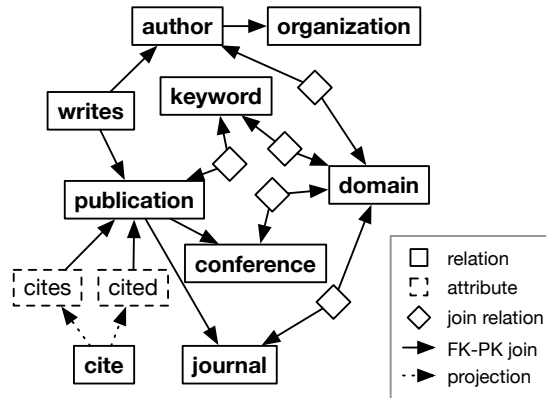 author
organization
keyword
writes
domain
publication
conference
cites
cited
cite
journal
relation
attribute
join relation
FK-PK join
projection